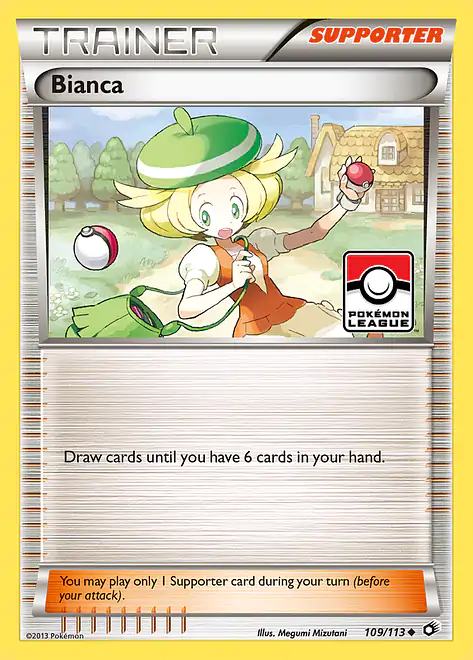 TRAINER
SUPPORTER
Bianca
POKÉMON
LEAGUE
Draw cards until you have 6 cards in your hand.
You may play only 1 Supporter card during your turn (before
your attack).
©2013 Pokémon
Illus. Megumi Mizutani
109/113